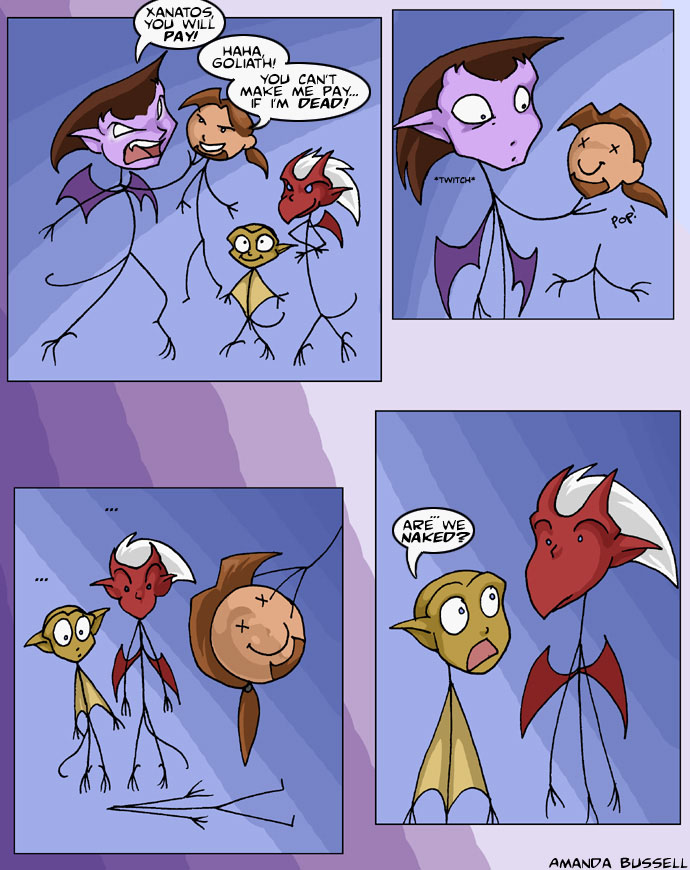 XANATOS,
YOU WILL
PAY!
HAHA,
GOLIATH!
YOU CAN'T
MAKE ME PAY...
IF I'M DEAD!
*TWITCH*
POP!
...
...
...
ARE WE
NAKED?
AMANDA BUSSELL